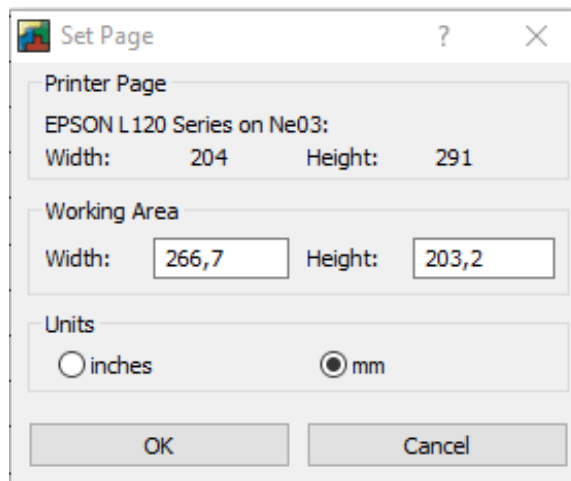 Set Page ? ×
Printer Page
EPSON L120 Series on Ne03:
Width: 204 Height: 291
Working Area
Width: 266,7 Height: 203,2
Units
inches mm
OK Cancel